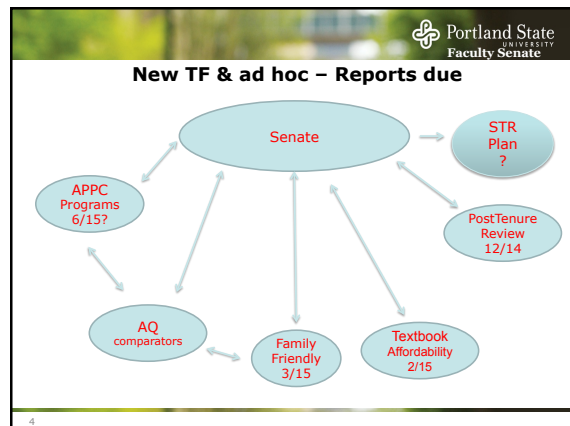 Portland State
UNIVERSITY
Faculty Senate
New TF & ad hoc – Reports due
Senate
STR
Plan
?
APPC
Programs
6/15?
PostTenure
Review
12/14
AQ
comparators
Family
Friendly
3/15
Textbook
Affordability
2/15
4